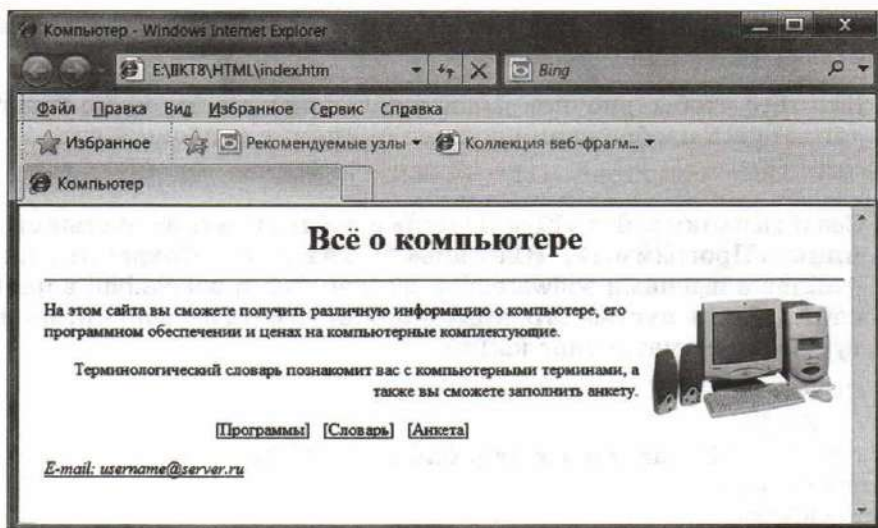 Компьютер - Windows Internet Explorer
E:\IIKT8\HTML\index.htm
Bing
Файл Правка Вид Избранное Сервис Справка
Избранное Рекомендуемые узлы Коллекция веб-фрагм...
Компьютер
Всё о компьютере
На этом сайта вы сможете получить различную информацию о компьютере, его
программном обеспечении и ценах на компьютерные комплектующие.
Терминологический словарь познакомит вас с компьютерными терминами, а
также вы сможете заполнить анкету.
[Программы] [Словарь] [Анкета]
E-mail: username@server.ru